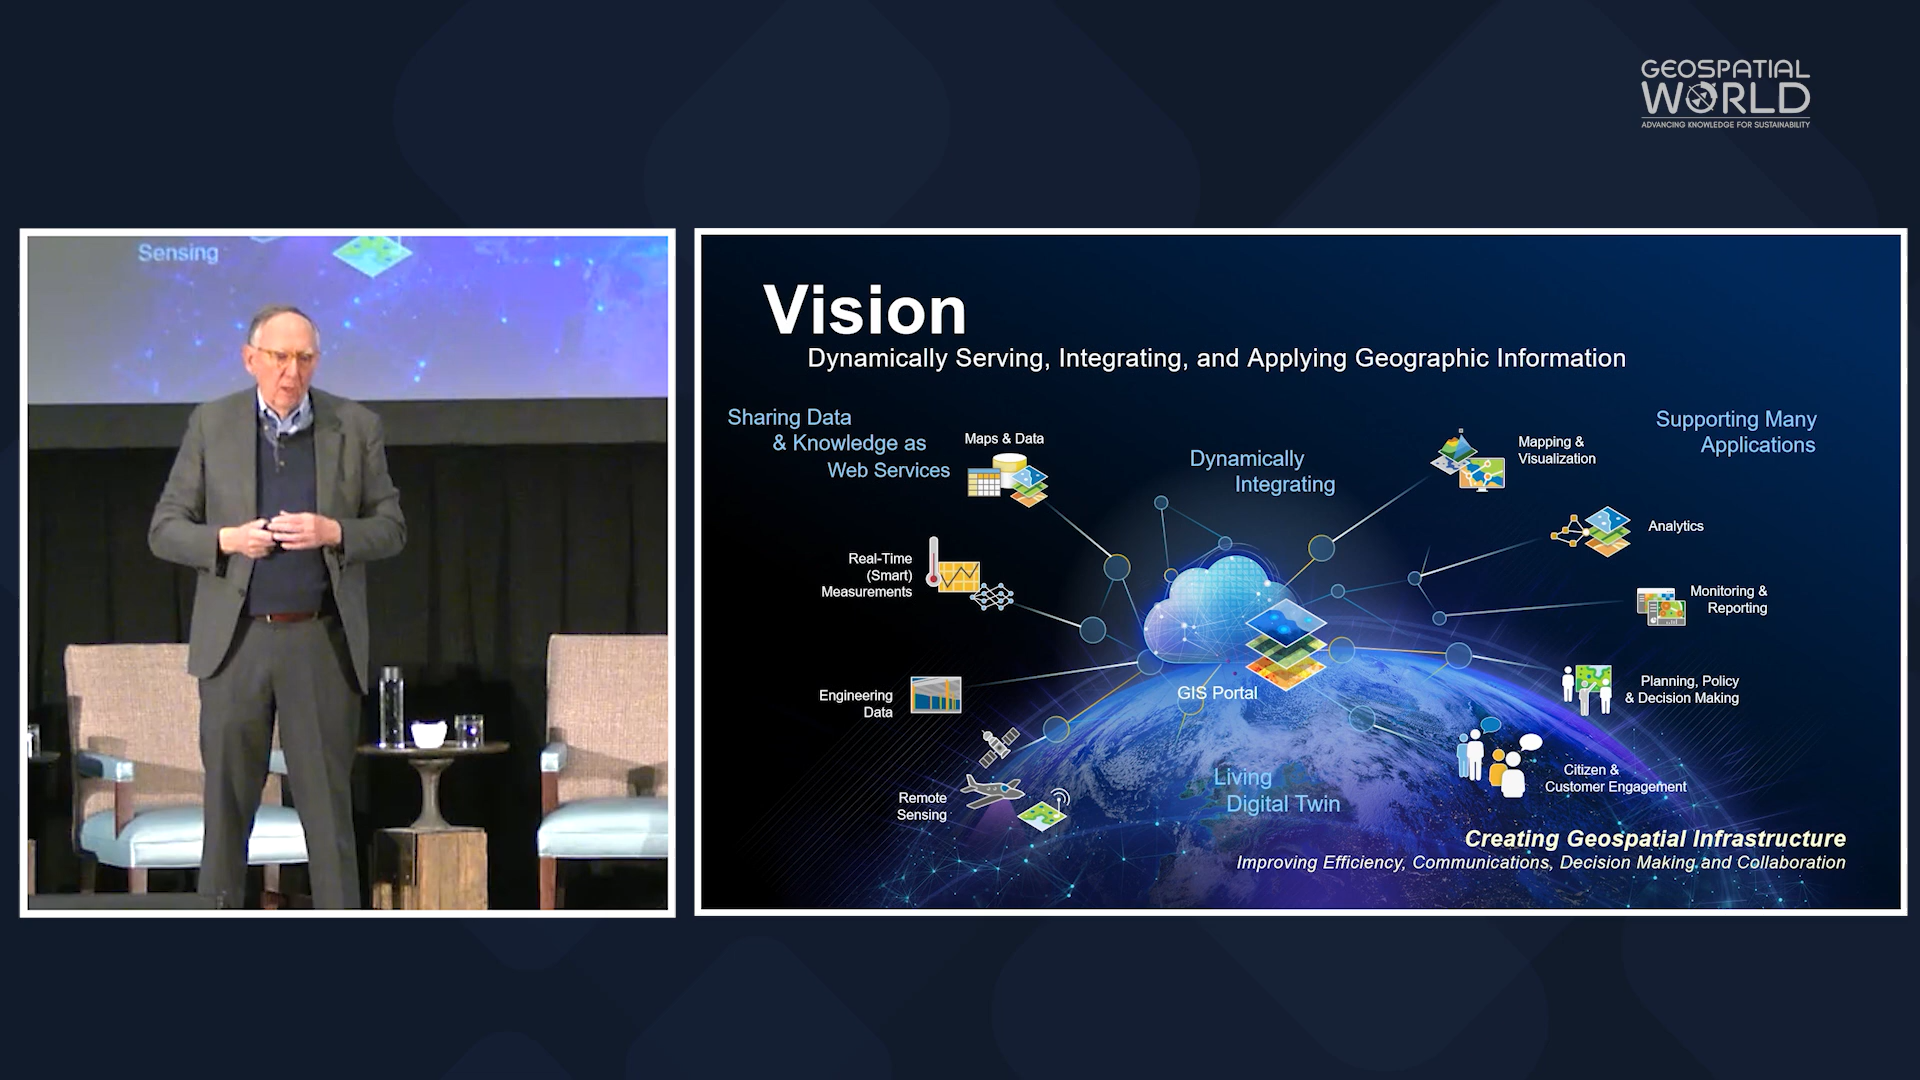 GEOSPATIAL
WORLD
ADVANCING KNOWLEDGE FOR SUSTAINABILITY
Sensing
Vision
Dynamically Serving, Integrating, and Applying Geographic Information
Sharing Data
& Knowledge as
Web Services
Maps & Data
Real-Time
(Smart)
Measurements
Engineering
Data
Remote
Sensing
Dynamically
Integrating
GIS Portal
Living
Digital Twin
Supporting Many
Applications
Mapping &
Visualization
Analytics
Monitoring &
Reporting
Planning, Policy
& Decision Making
Citizen &
Customer Engagement
Creating Geospatial Infrastructure
Improving Efficiency, Communications, Decision Making and Collaboration